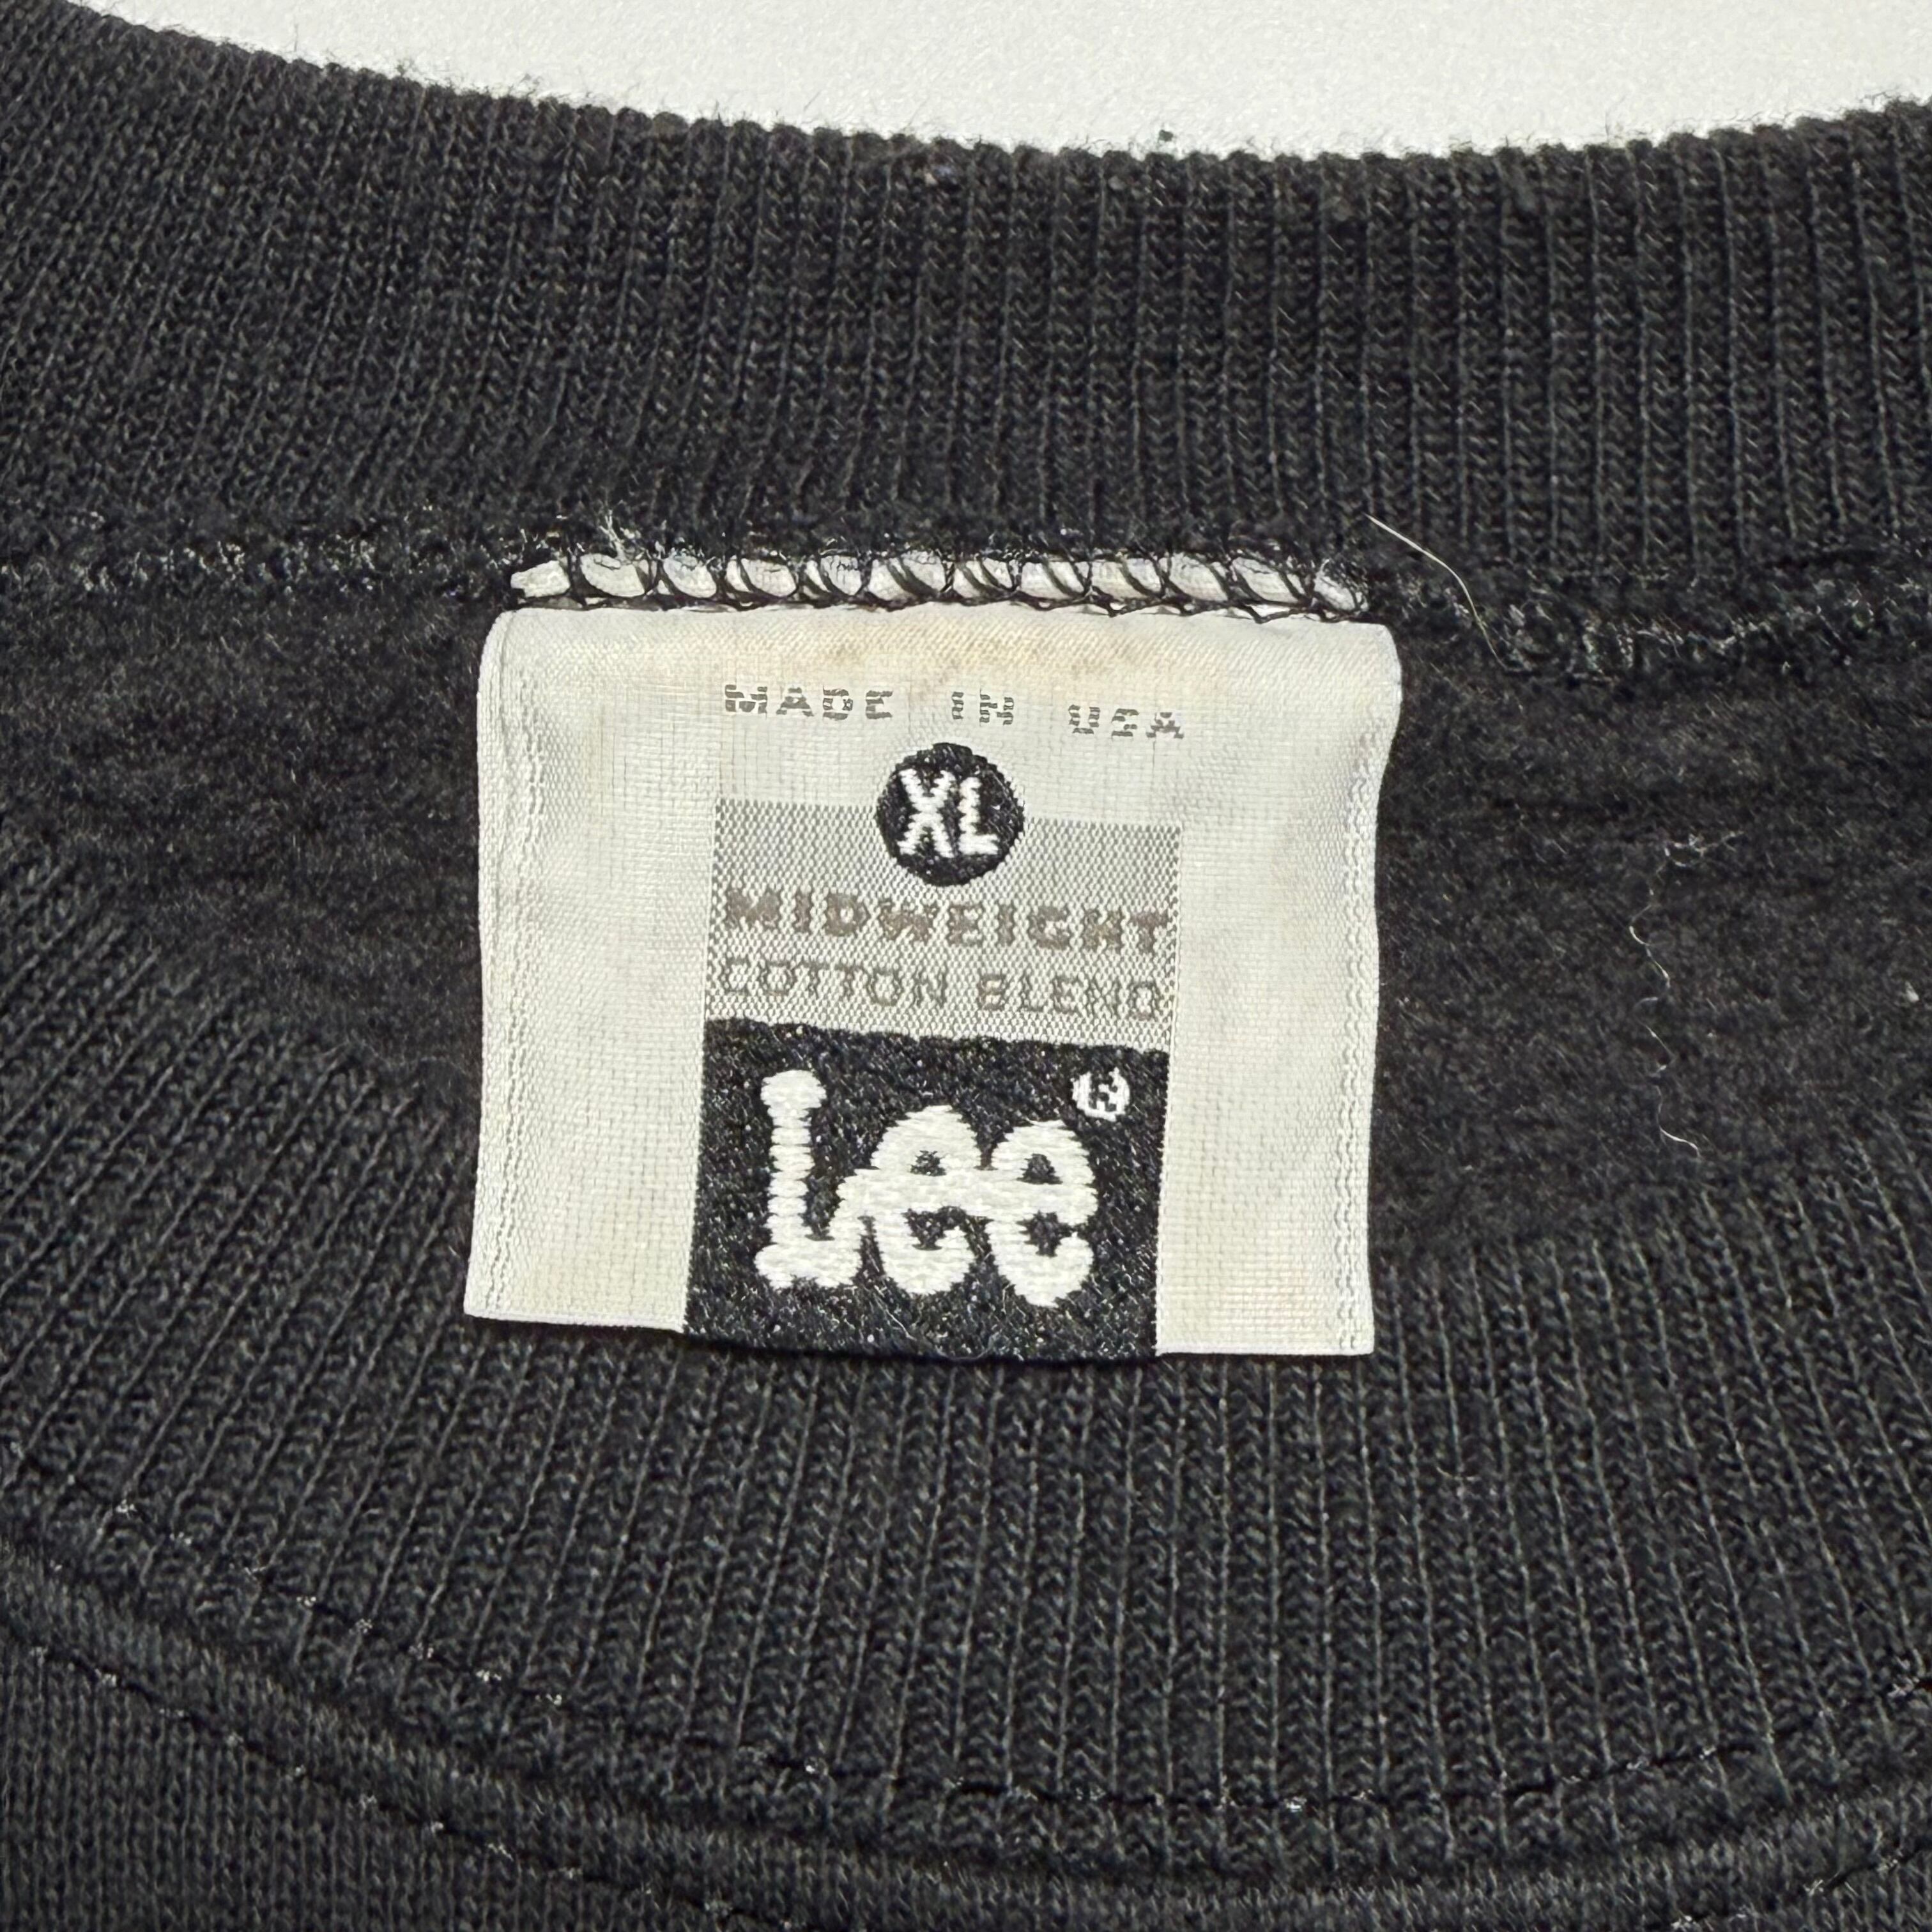 MADE IN USA
XL
MIDWEIGHT
COTTON BLEND
Lee®